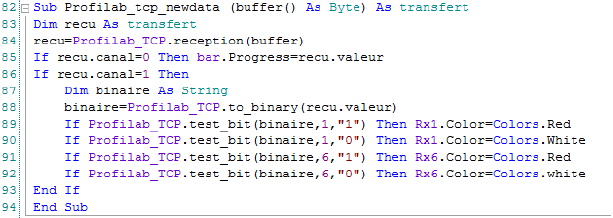 82 Sub Profilab_tcp_newdata (buffer() As Byte) As transfert
83 Dim recu As transfert
84 recu=Profilab_TCP.reception(buffer)
85 If recu.canal=0 Then bar.Progress=recu.valeur
86 If recu.canal=1 Then
87 Dim binaire As String
88 binaire=Profilab_TCP.to_binary(recu.valeur)
89 If Profilab_TCP.test_bit(binaire,1,"1") Then Rx1.Color=Colors.Red
90 If Profilab_TCP.test_bit(binaire,1,"0") Then Rx1.Color=Colors.White
91 If Profilab_TCP.test_bit(binaire,6,"1") Then Rx6.Color=Colors.Red
92 If Profilab_TCP.test_bit(binaire,6,"0") Then Rx6.Color=Colors.white
93 End If
94 End Sub